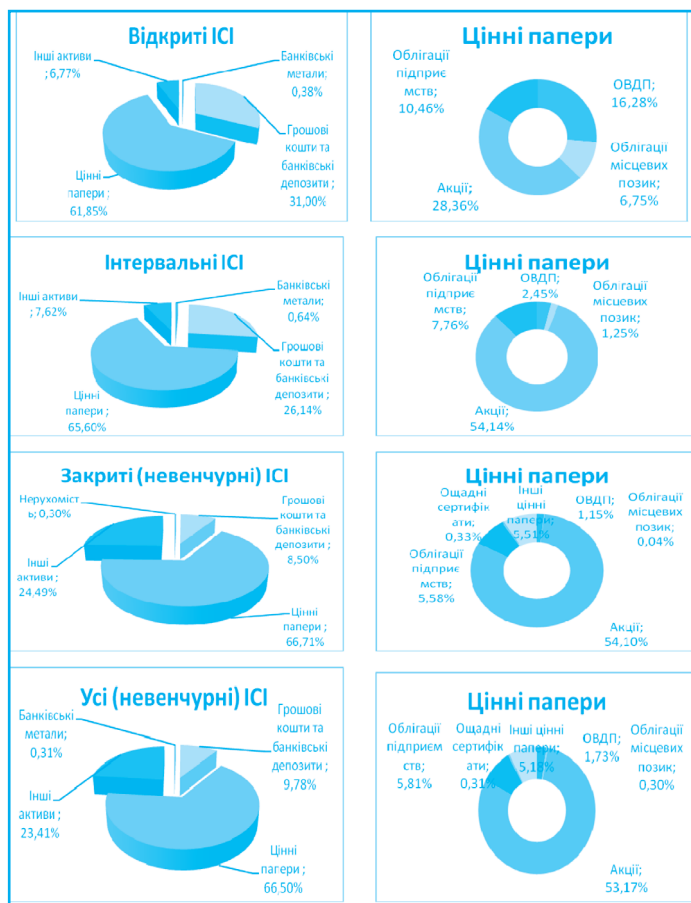 Відкриті ІСІ
Інші активи
; 6,77%
Банківські
метали;
0,38%
Грошові
кошти та
банківські
депозити ;
31,00%
Цінні
папери ;
61,85%
Цінні папери
Облігації
підприє
мств;
10,46%
ОВДП;
16,28%
Облігації
місцевих
позик;
6,75%
Акції;
28,36%
Інтервальні ІСІ
Інші активи
; 7,62%
Банківські
метали;
0,64%
Грошові
кошти та
банківські
депозити ;
26,14%
Цінні
папери ;
65,60%
Цінні папери
Облігації
підприє
мств;
7,76%
ОВДП;
2,45%
Облігації
місцевих
позик;
1,25%
Акції;
54,14%
Закриті (невенчурні) ІСІ
Нерухоміст
ь; 0,30%
Грошові
кошти та
банківські
депозити ;
8,50%
Інші
активи ;
24,49%
Цінні
папери ;
66,71%
Цінні папери
Ощадні
сертифік
ати;
0,33%
Інші
цінні
папери;
5,51%
ОВДП;
1,15%
Облігації
місцевих
позик;
0,04%
Облігації
підприє
мств;
5,58%
Акції;
54,10%
Усі (невенчурні) ІСІ
Банківські
метали;
0,31%
Грошові
кошти та
банківські
депозити ;
9,78%
Інші
активи ;
23,41%
Цінні
папери ;
66,50%
Цінні папери
Облігації
підприєм
ств;
5,81%
Ощадні
сертифік
ати;
0,31%
Інші цінні
папери;
5,18%
ОВДП;
1,73%
Облігації
місцевих
позик;
0,30%
Акції;
53,17%